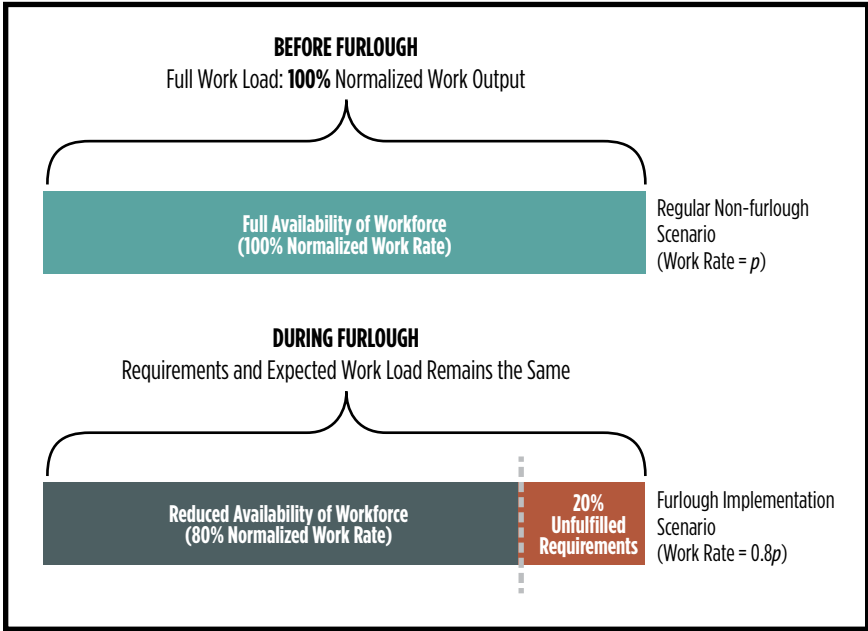 BEFORE FURLOUGH
Full Work Load: 100% Normalized Work Output
Full Availability of Workforce
(100% Normalized Work Rate)
Regular Non-furlough
Scenario
(Work Rate = p)
DURING FURLOUGH
Requirements and Expected Work Load Remains the Same
Reduced Availability of Workforce
(80% Normalized Work Rate)
20%
Unfulfilled
Requirements
Furlough Implementation
Scenario
(Work Rate = 0.8p)